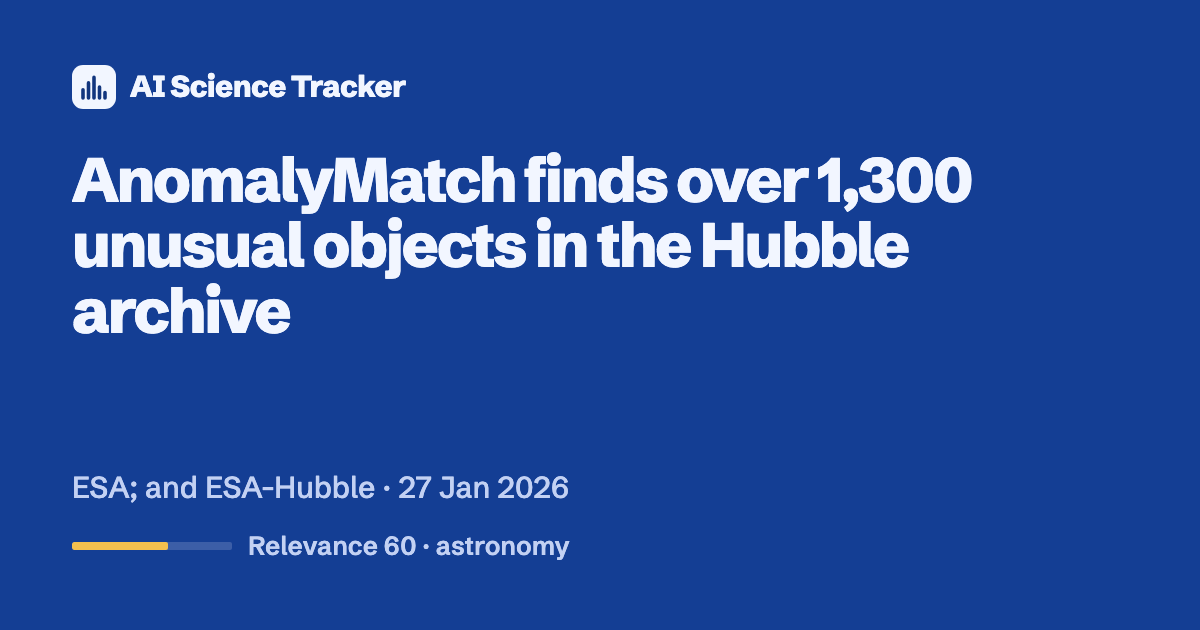 AI Science Tracker
AnomalyMatch finds over 1,300
unusual objects in the Hubble
archive
ESA; and ESA-Hubble · 27 Jan 2026
Relevance 60 · astronomy